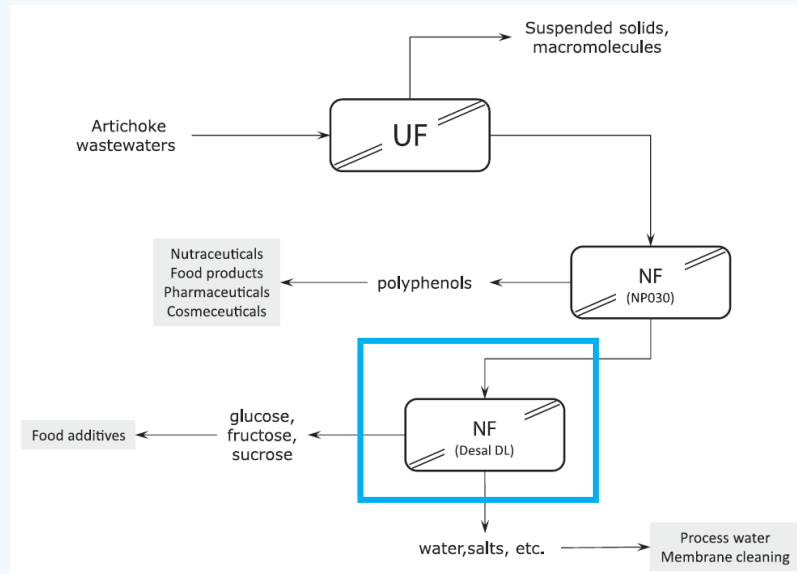 Suspended solids,
macromolecules
Artichoke
wastewaters
UF
Nutraceuticals
Food products
Pharmaceuticals
Cosmeceuticals
polyphenols
NF
(NP030)
Food additives
glucose,
fructose,
sucrose
NF
(Desal DL)
water,salts, etc.
Process water
Membrane cleaning